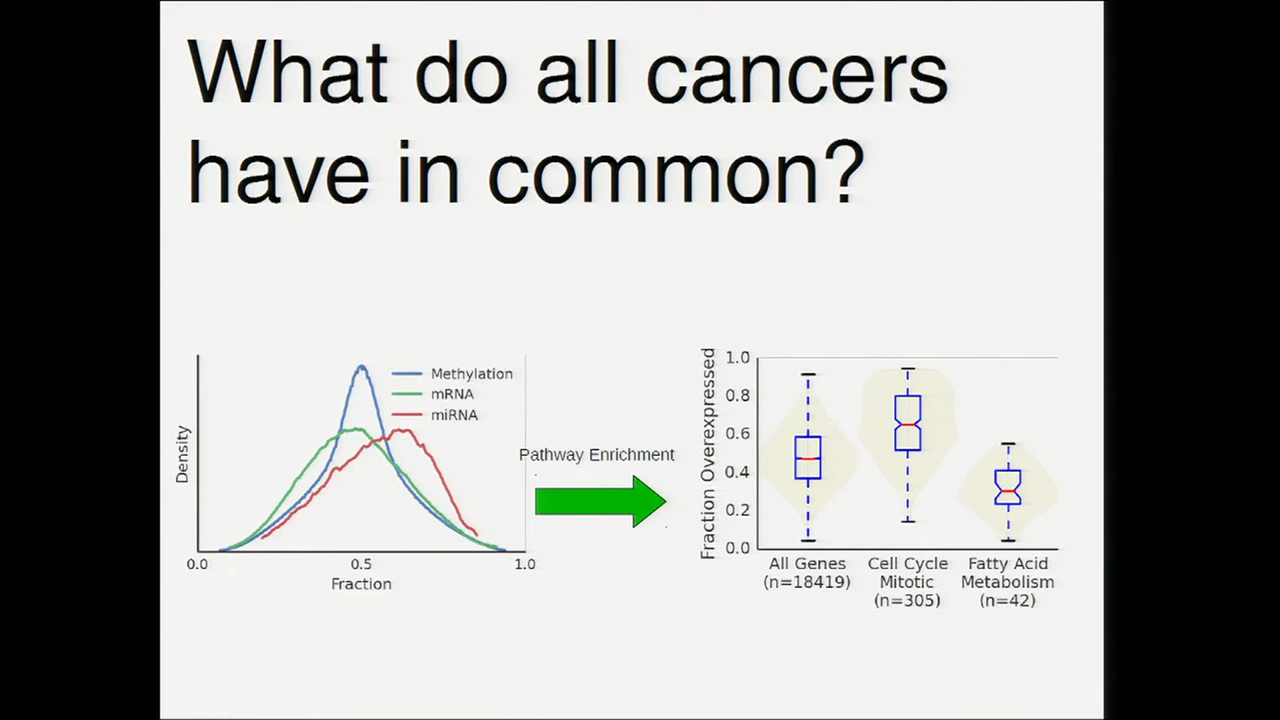 What do all cancers
have in common?
Density
Methylation
mRNA
miRNA
0.0
0.5
1.0
Fraction
Pathway Enrichment
Fraction Overexpressed
1.0
0.8
0.6
0.4
0.2
0.0
All Genes
(n=18419)
Cell Cycle
Mitotic
(n=305)
Fatty Acid
Metabolism
(n=42)